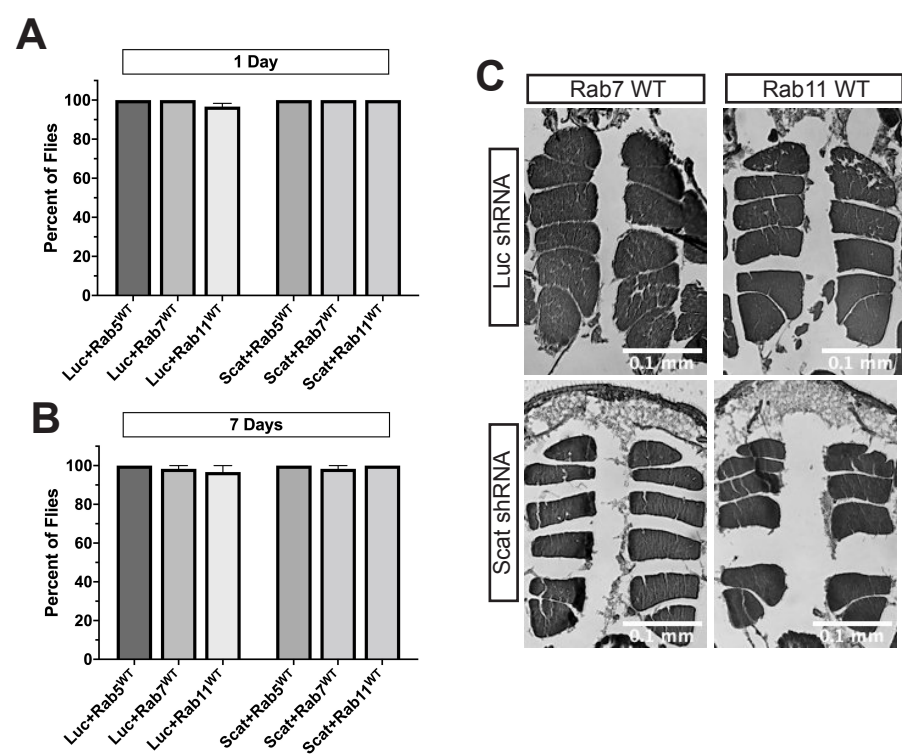 A
1 Day
Percent of Flies
100
80
60
40
20
0
Luc+Rab5WT
Luc+Rab7WT
Luc+Rab11WT
Scat+Rab5WT
Scat+Rab7WT
Scat+Rab11WT
B
7 Days
Percent of Flies
100
80
60
40
20
0
Luc+Rab5WT
Luc+Rab7WT
Luc+Rab11WT
Scat+Rab5WT
Scat+Rab7WT
Scat+Rab11WT
C
Rab7 WT
Rab11 WT
Luc shRNA
0.1 mm
0.1 mm
Scat shRNA
0.1 mm
0.1 mm